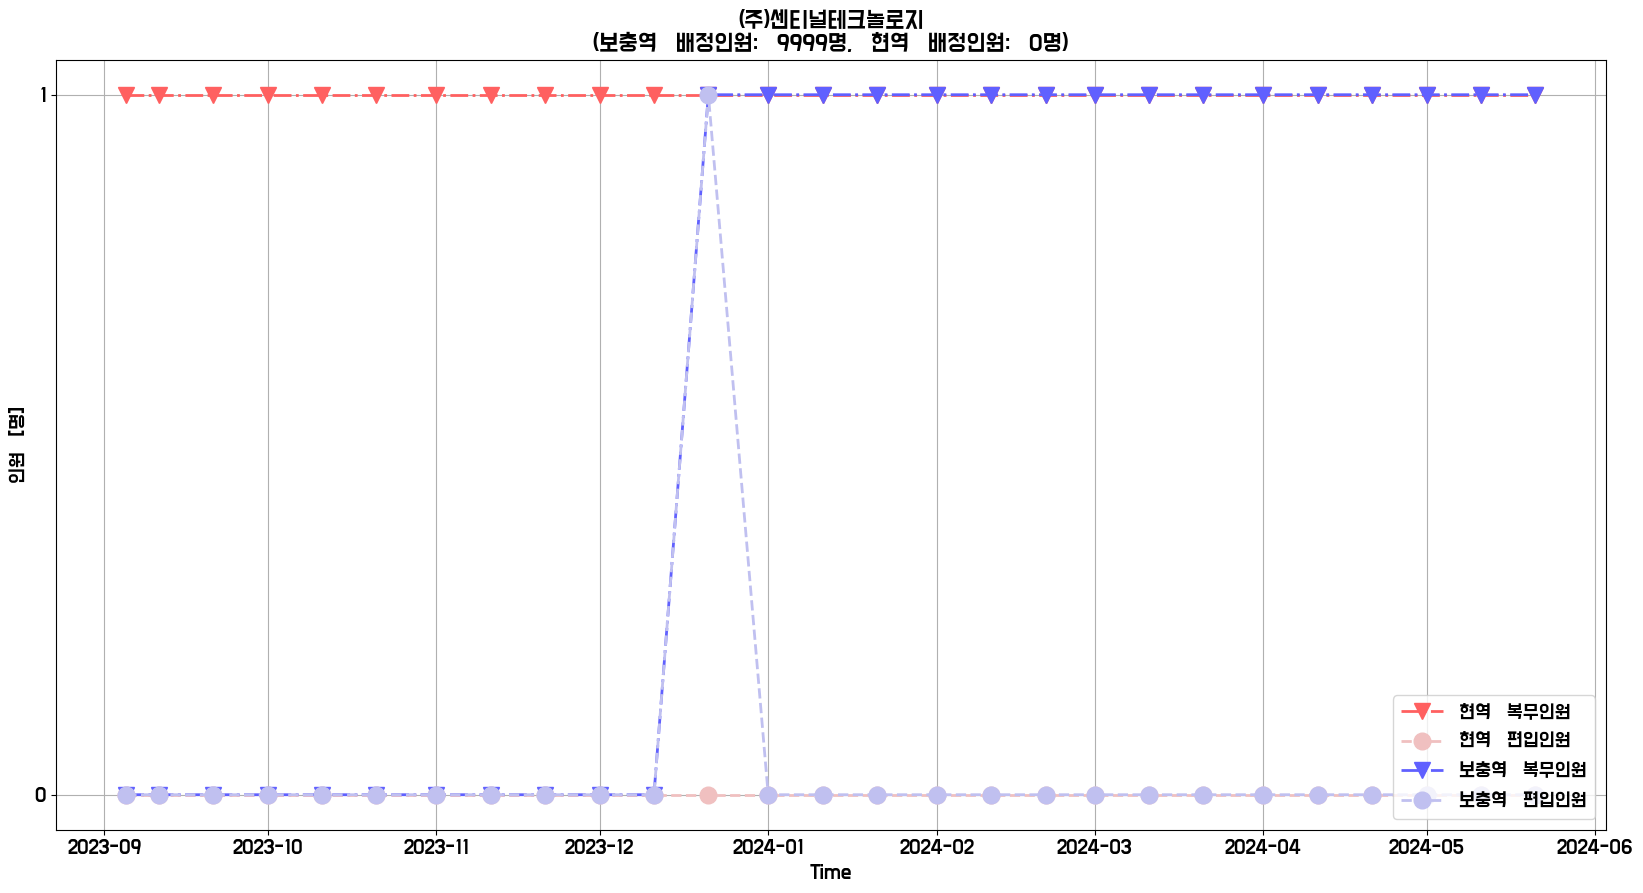 (주)센티널테크놀로지
(보충역 배정인원: 9999명, 현역 배정인원: 0명)
1
인원 [명]
0
현역 복무인원
현역 편입인원
보충역 복무인원
보충역 편입인원
2023-09 2023-10 2023-11 2023-12 2024-01 2024-02 2024-03 2024-04 2024-05 2024-06
Time